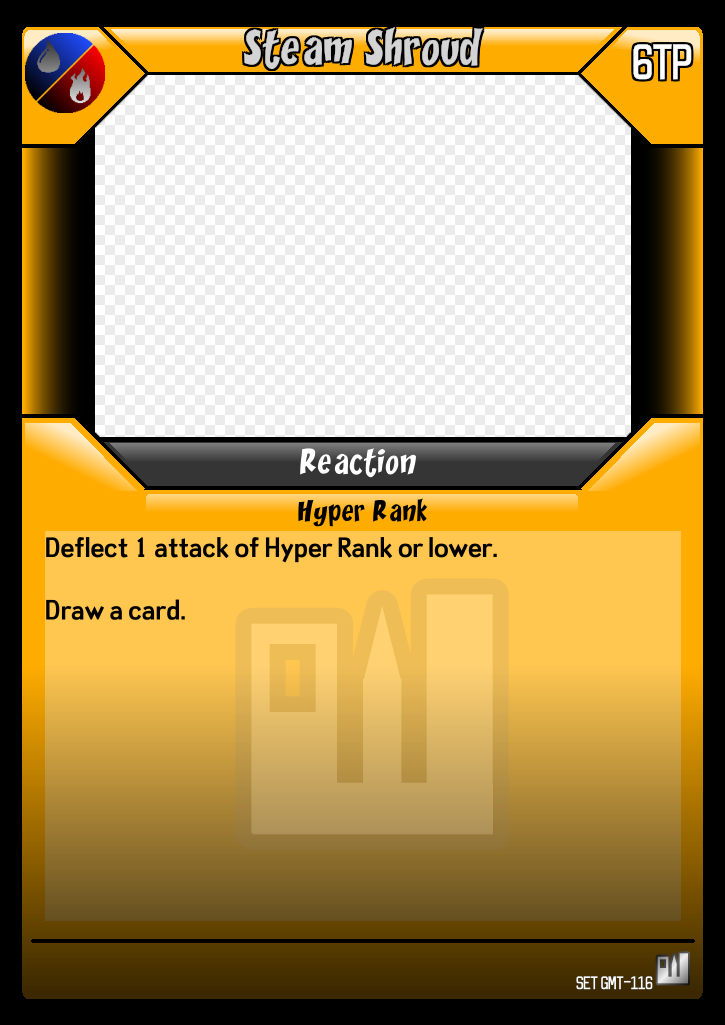 Steam Shroud
6TP
Reaction
Hyper Rank
Deflect 1 attack of Hyper Rank or lower.
Draw a card.
SET GMT-116